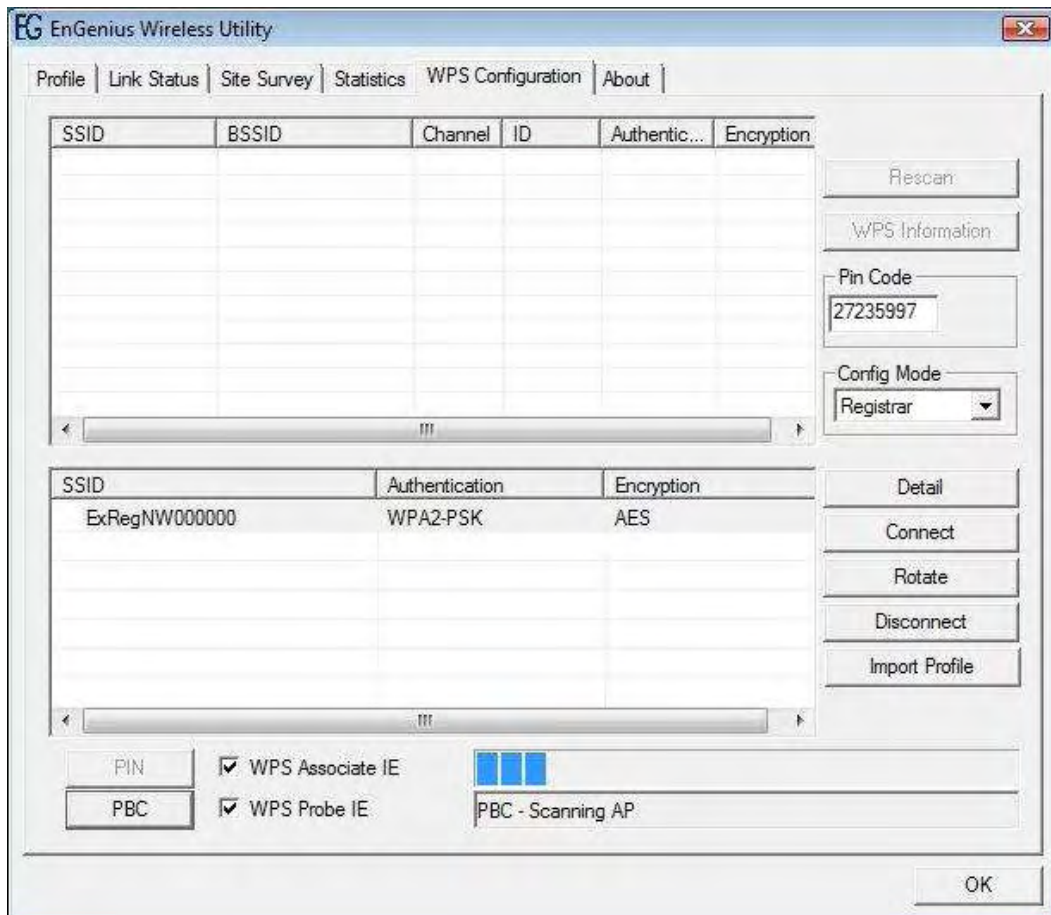 EG EnGenius Wireless Utility
Profile Link Status Site Survey Statistics WPS Configuration About
SSID BSSID Channel ID Authentic... Encryption
Rescan
WPS Information
Pin Code
27235997
Config Mode
Registrar
SSID Authentication Encryption
ExRegNW000000 WPA2-PSK AES
Detail
Connect
Rotate
Disconnect
Import Profile
PIN WPS Associate IE
PBC WPS Probe IE PBC - Scanning AP
OK